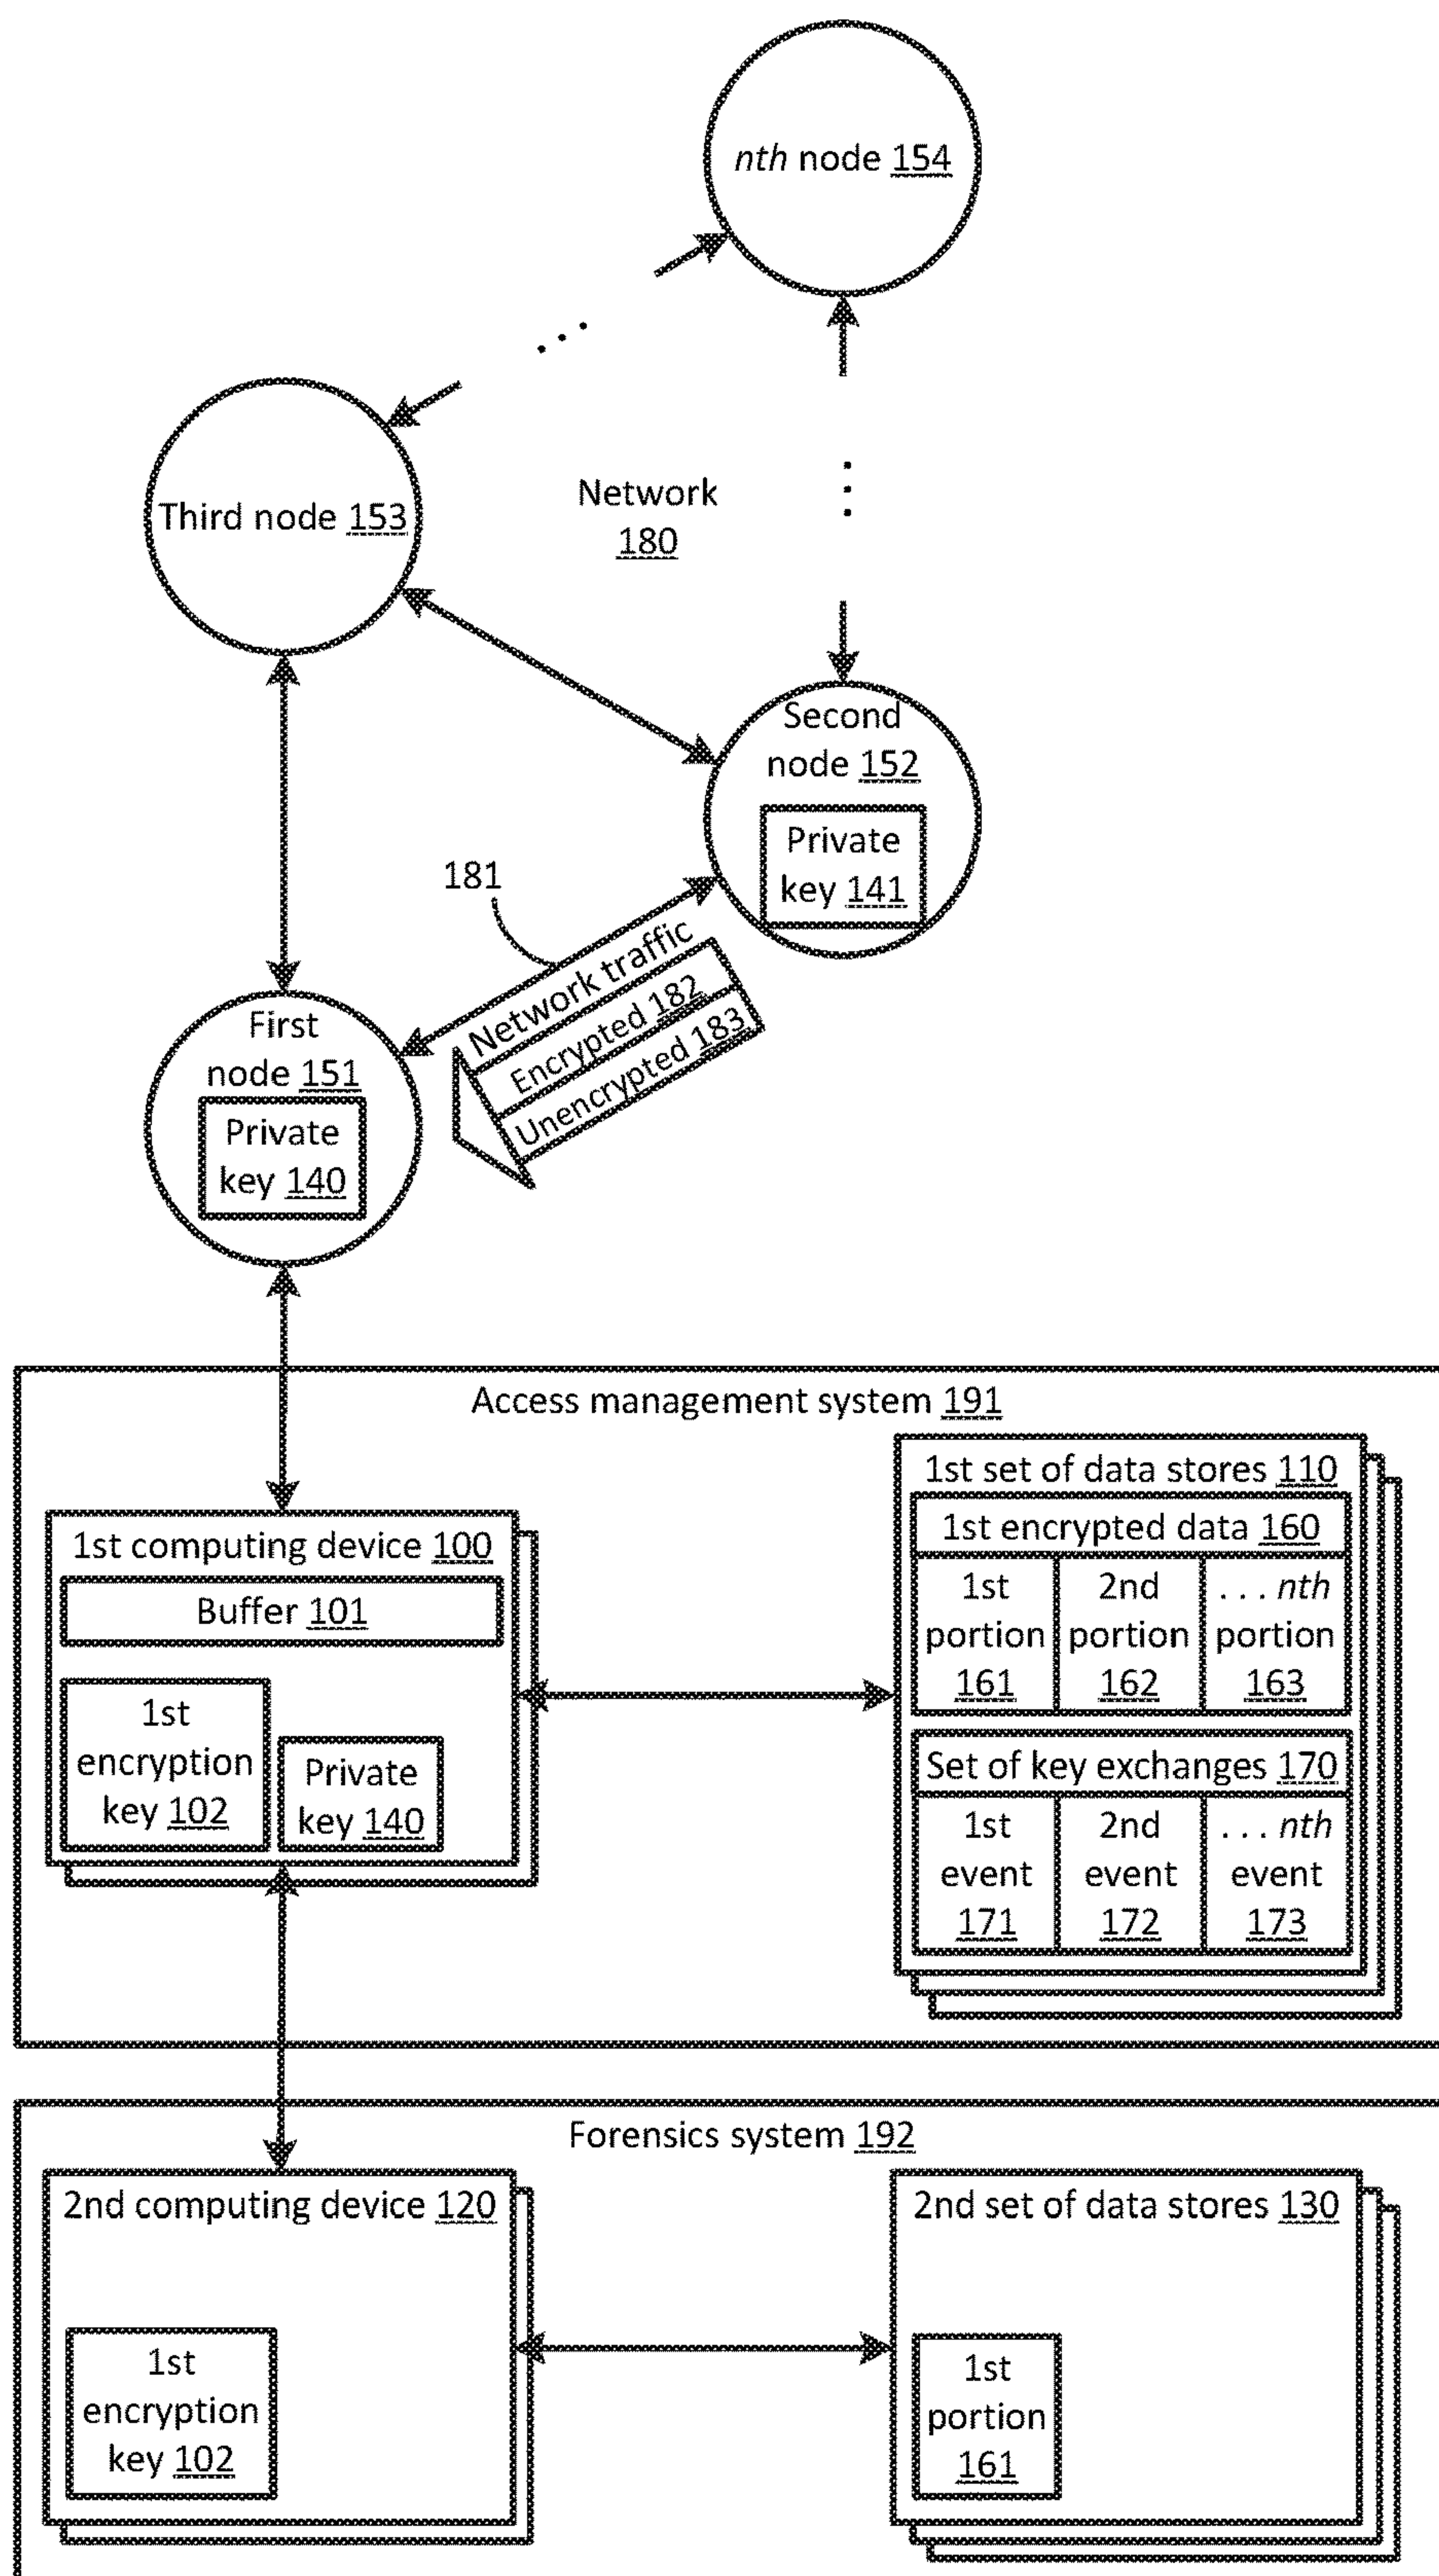 nth node 154
. . .
Third node 153
Network
180
Second
node 152
Private
key 141
181
Network traffic
Encrypted 182
Unencrypted 183
First
node 151
Private
key 140
Access management system 191
1st computing device 100
Buffer 101
1st
encryption
key 102
Private
key 140
1st set of data stores 110
1st encrypted data 160
1st
portion
161
2nd
portion
162
. . . nth
portion
163
Set of key exchanges 170
1st
event
171
2nd
event
172
. . . nth
event
173
Forensics system 192
2nd computing device 120
1st
encryption
key 102
2nd set of data stores 130
1st
portion
161